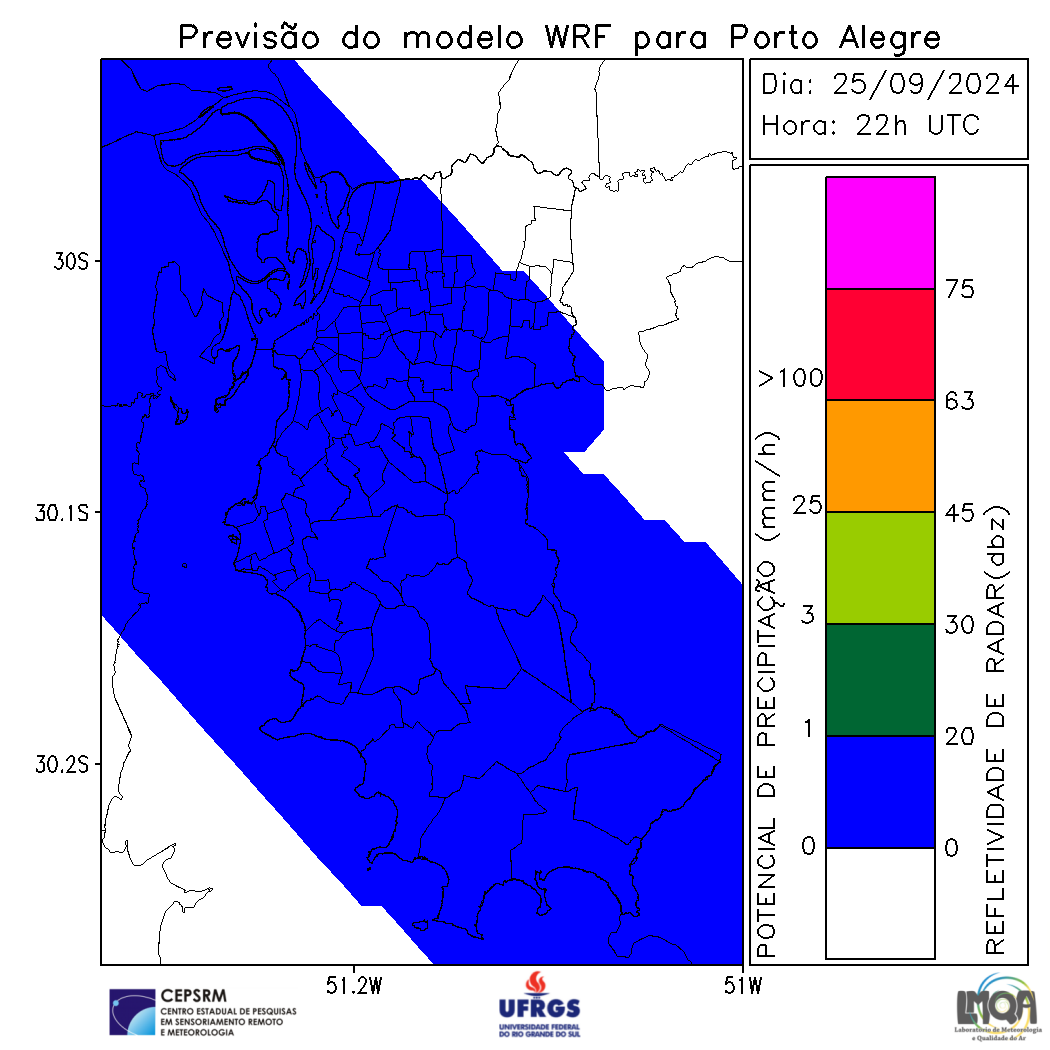 Previsão do modelo WRF para Porto Alegre
Dia: 25/09/2024
Hora: 22h UTC
30S
30.1S
30.2S
51.2W
51W
POTENCIAL DE PRECIPITAÇÃO (mm/h)
>100
25
3
1
0
75
63
45
30
20
0
REFLETIVIDADE DE RADAR(dbz)
CEPSRM
CENTRO ESTADUAL DE PESQUISAS
EM SENSORIAMENTO REMOTO
E METEOROLOGIA
UFRGS
UNIVERSIDADE FEDERAL
DO RIO GRANDE DO SUL
LMQA
Laboratório de Meteorologia
e Qualidade do Ar